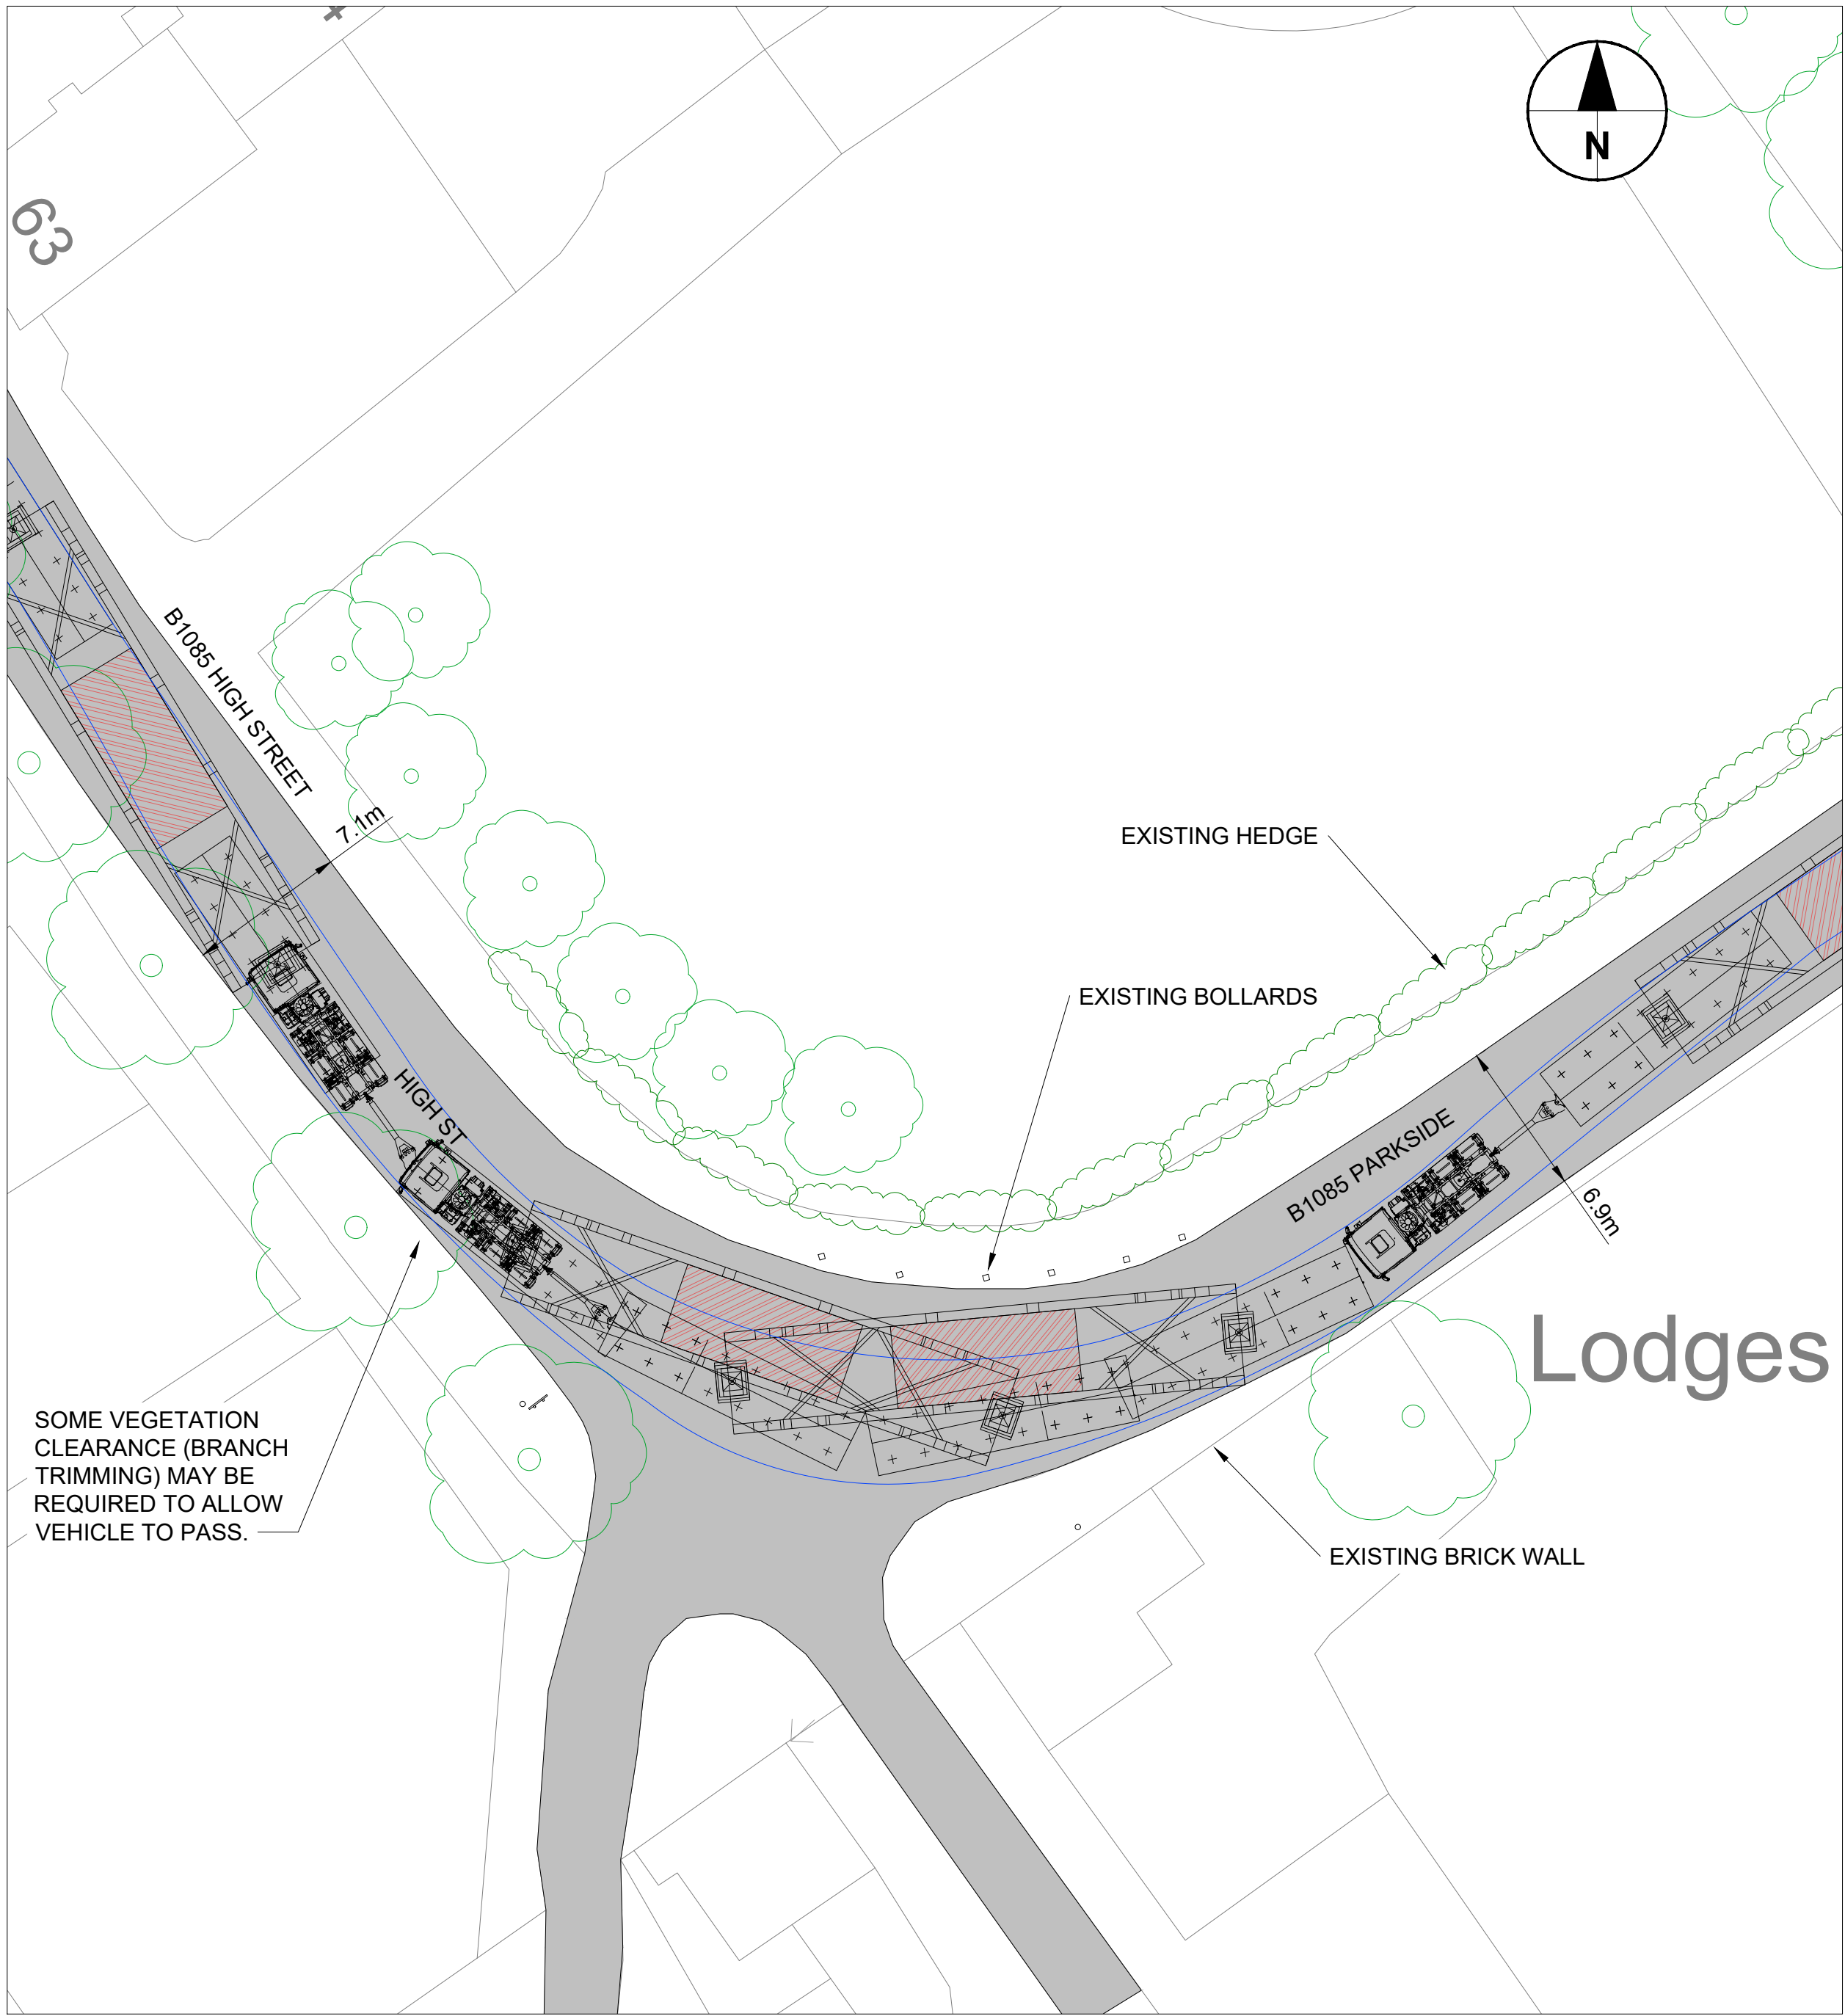 63
N
B1085 HIGH STREET
7.1m
EXISTING HEDGE
EXISTING BOLLARDS
HIGH ST
B1085 PARKSIDE
6.9m
Lodges
SOME VEGETATION
CLEARANCE (BRANCH
TRIMMING) MAY BE
REQUIRED TO ALLOW
VEHICLE TO PASS.
EXISTING BRICK WALL